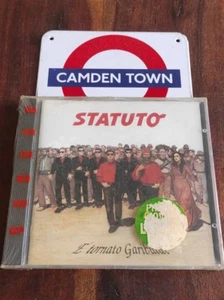 CAMDEN TOWN
STATUTO
È tornato Garibaldi